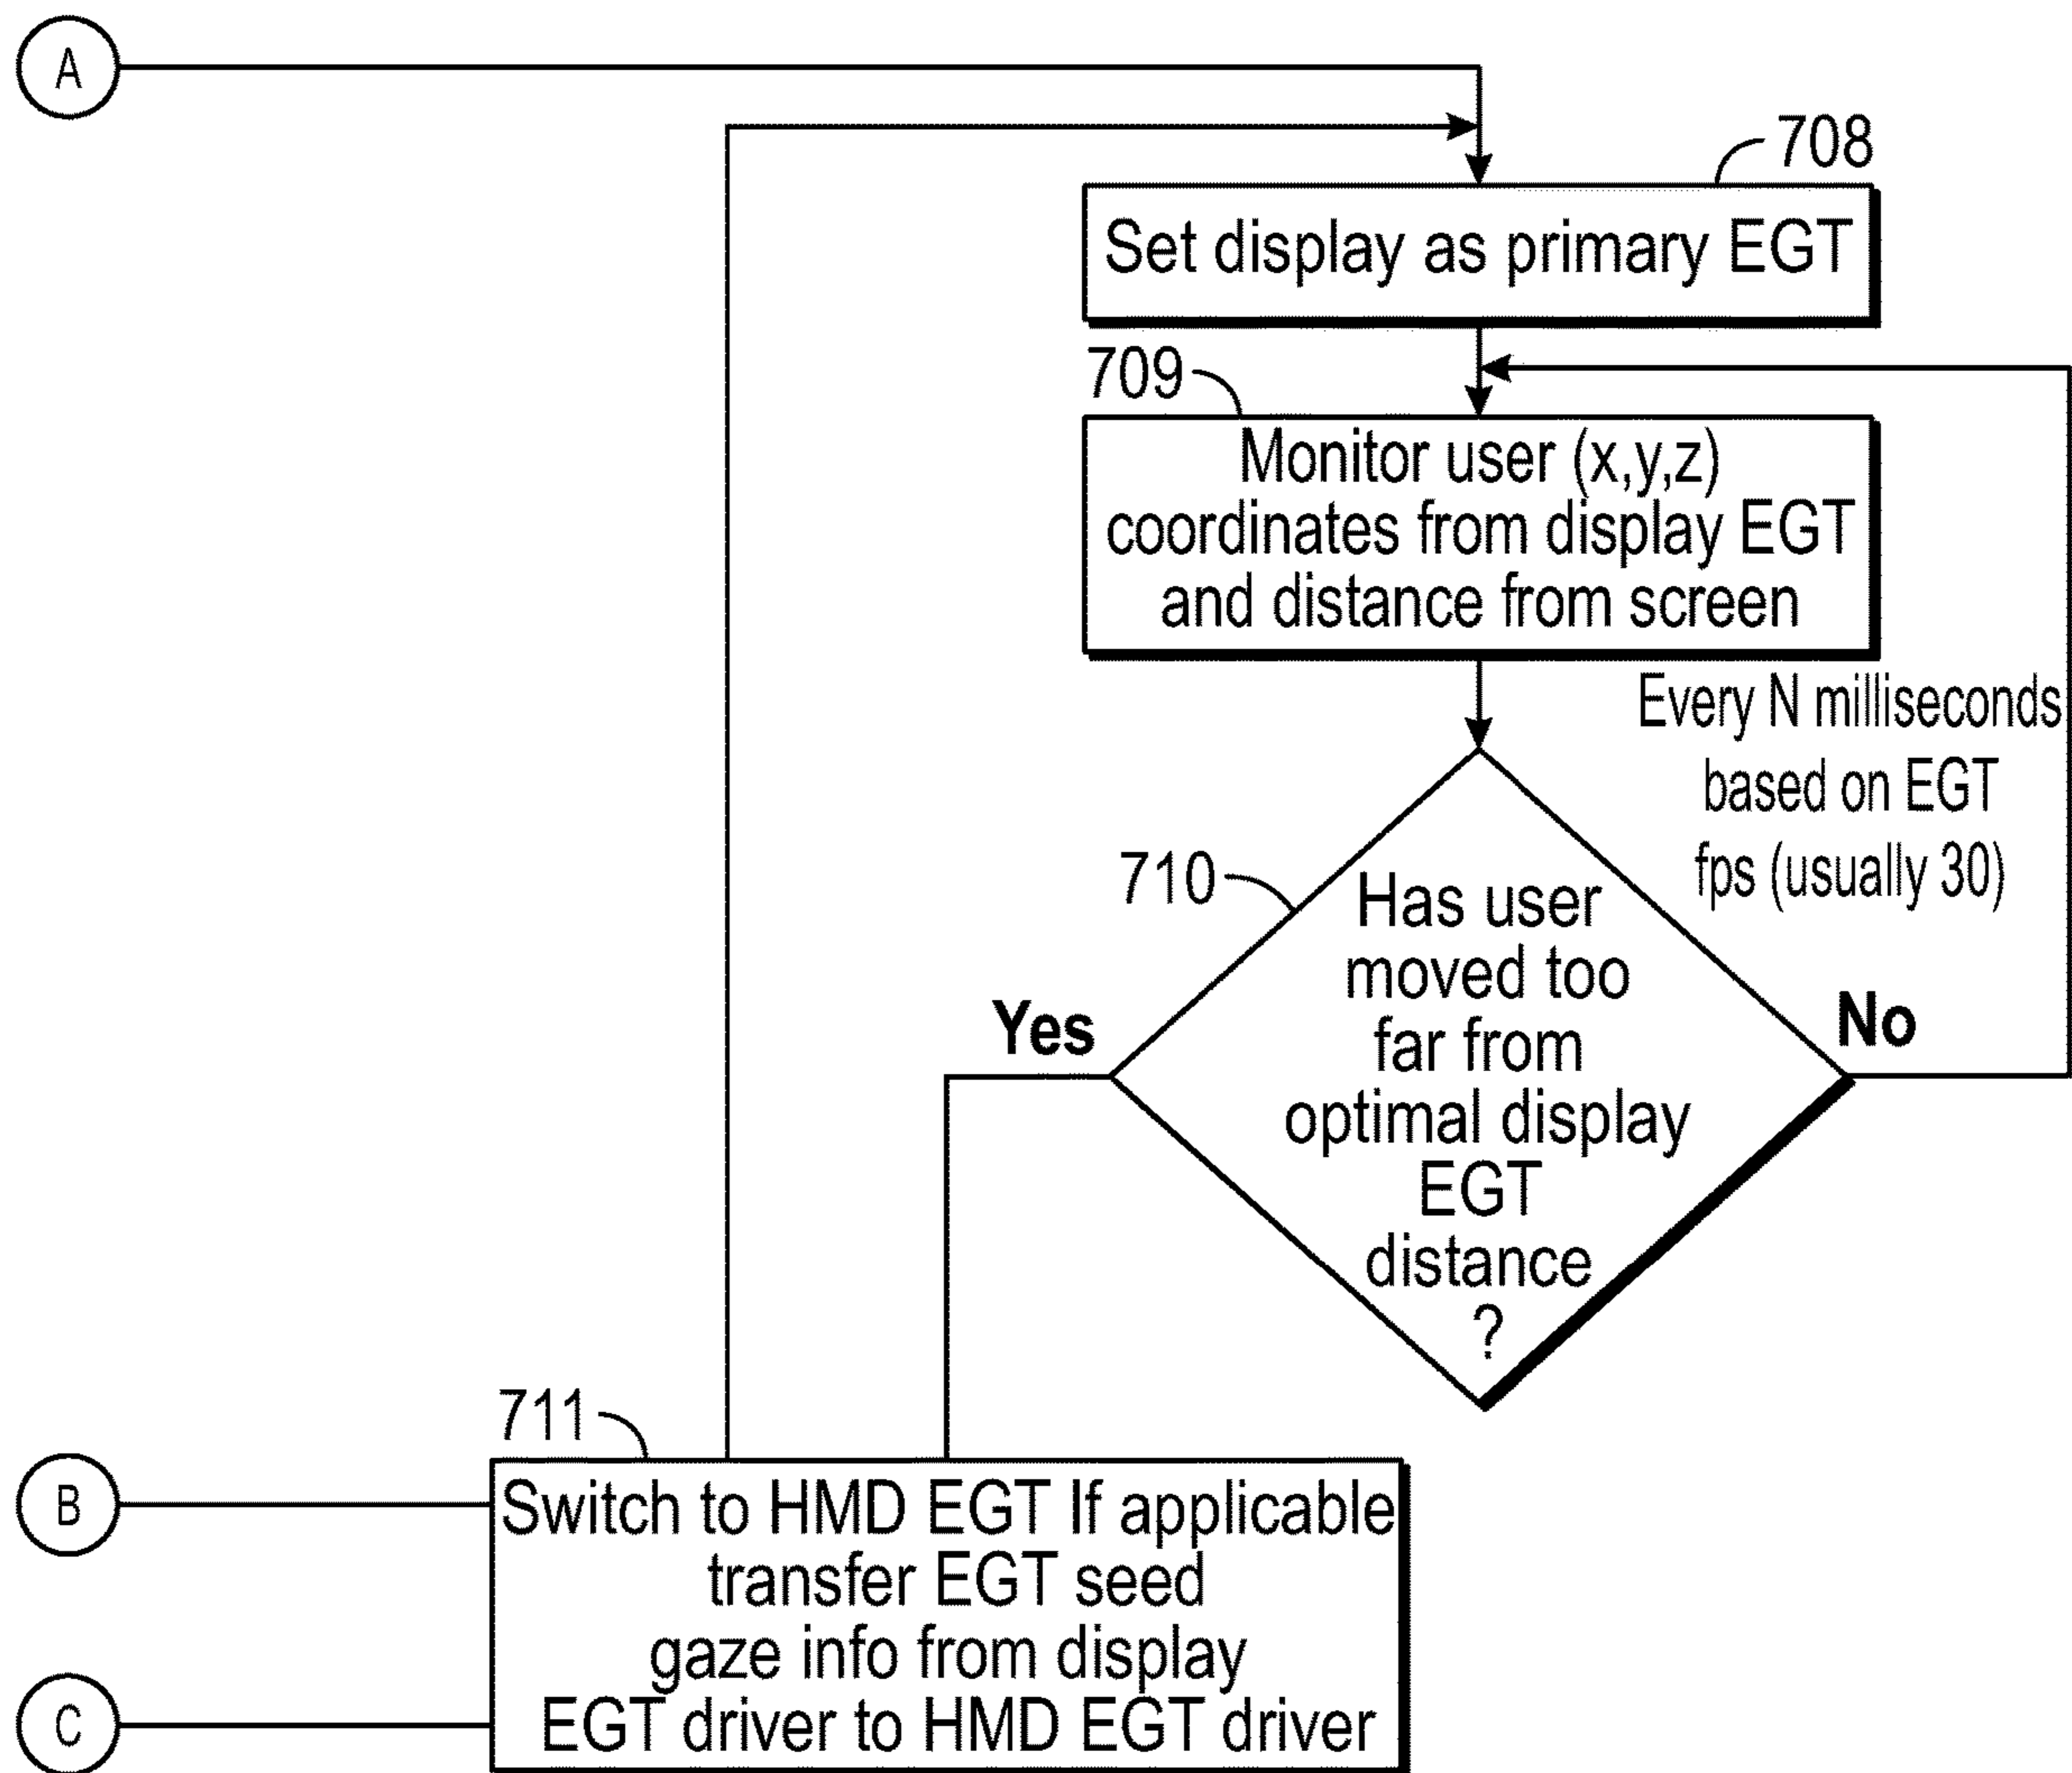 A
708
Set display as primary EGT
709
Monitor user (x,y,z)
coordinates from display EGT
and distance from screen
Every N milliseconds
based on EGT
fps (usually 30)
710
Has user
moved too
far from
optimal display
EGT
distance
?
Yes
No
711
Switch to HMD EGT If applicable
transfer EGT seed
gaze info from display
EGT driver to HMD EGT driver
B
C